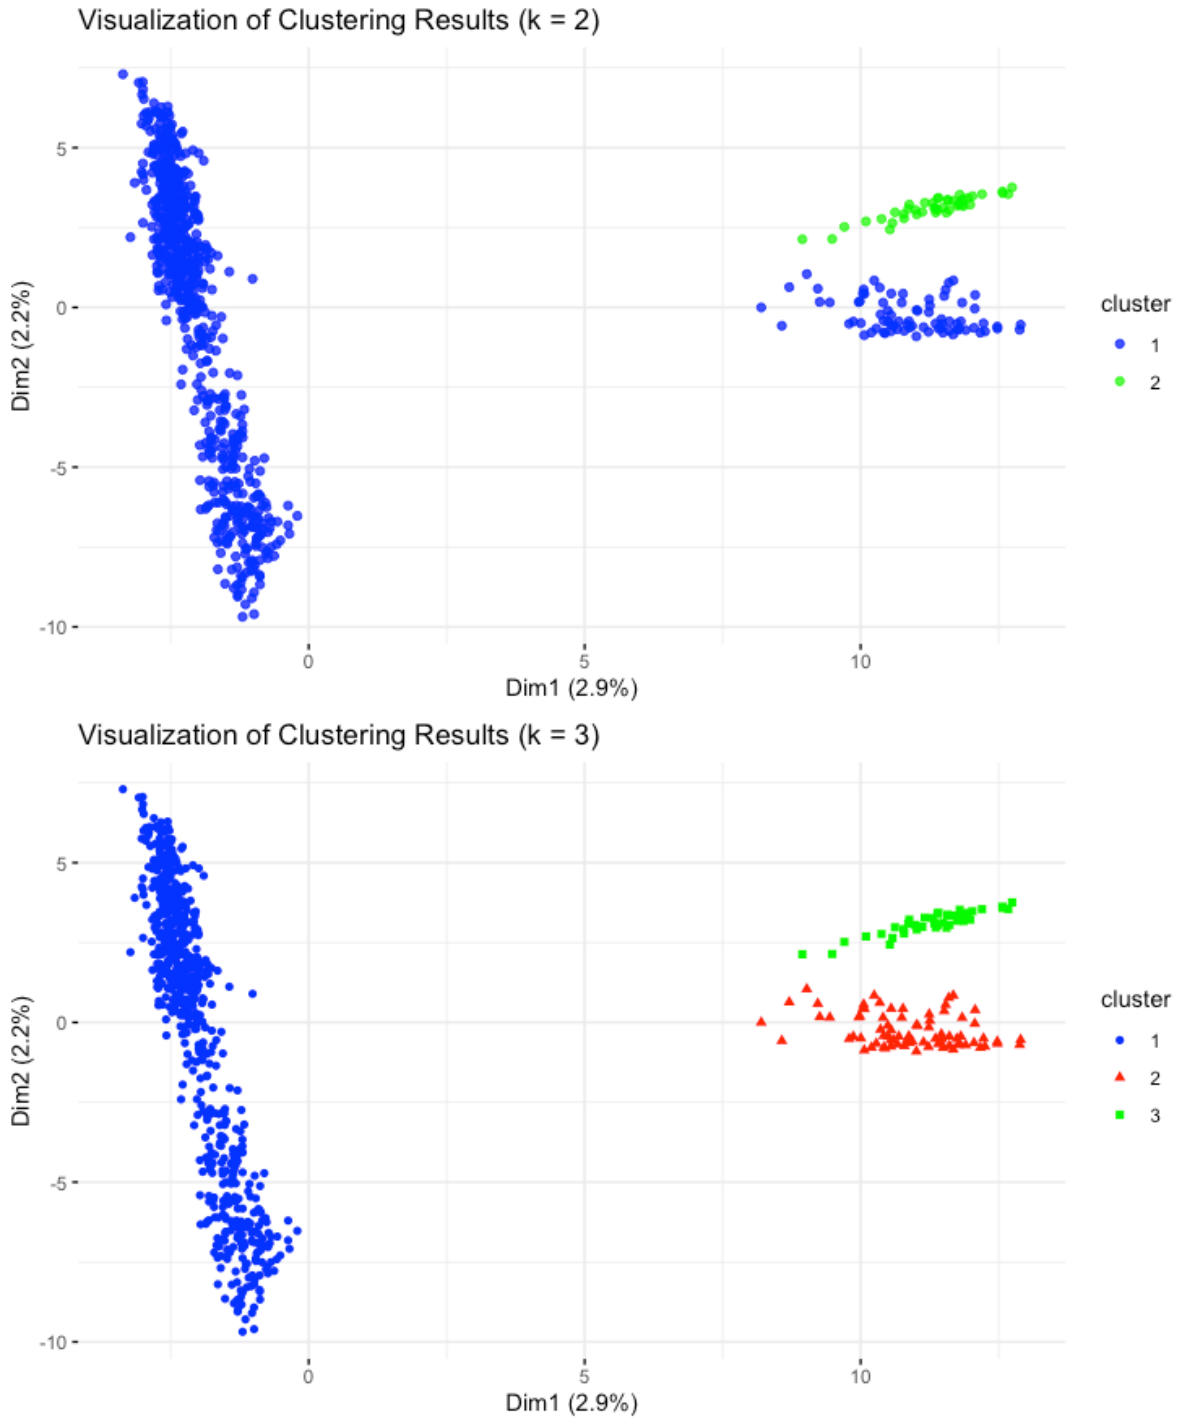 Visualization of Clustering Results (k = 2)
5
0
-5
-10
Dim2 (2.2%)
0
5
10
Dim1 (2.9%)
cluster
1
2
Visualization of Clustering Results (k = 3)
5
0
-5
-10
Dim2 (2.2%)
0
5
10
Dim1 (2.9%)
cluster
1
2
3